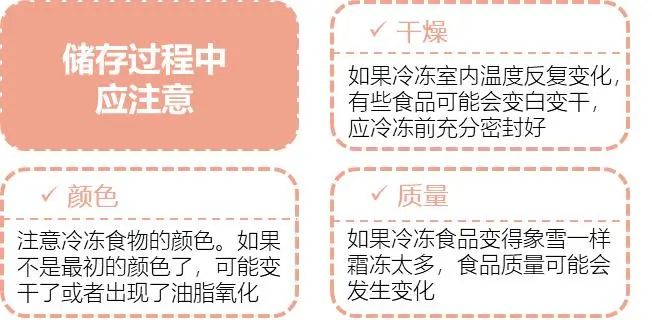 储存过程中
应注意
✓ 干燥
如果冷冻室内温度反复变化，
有些食品可能会变白变干，
应冷冻前充分密封好
✓ 颜色
注意冷冻食物的颜色。如果
不是最初的颜色了，可能变
干了或者出现了油脂氧化
✓ 质量
如果冷冻食品变得象雪一样
霜冻太多，食品质量可能会
发生变化